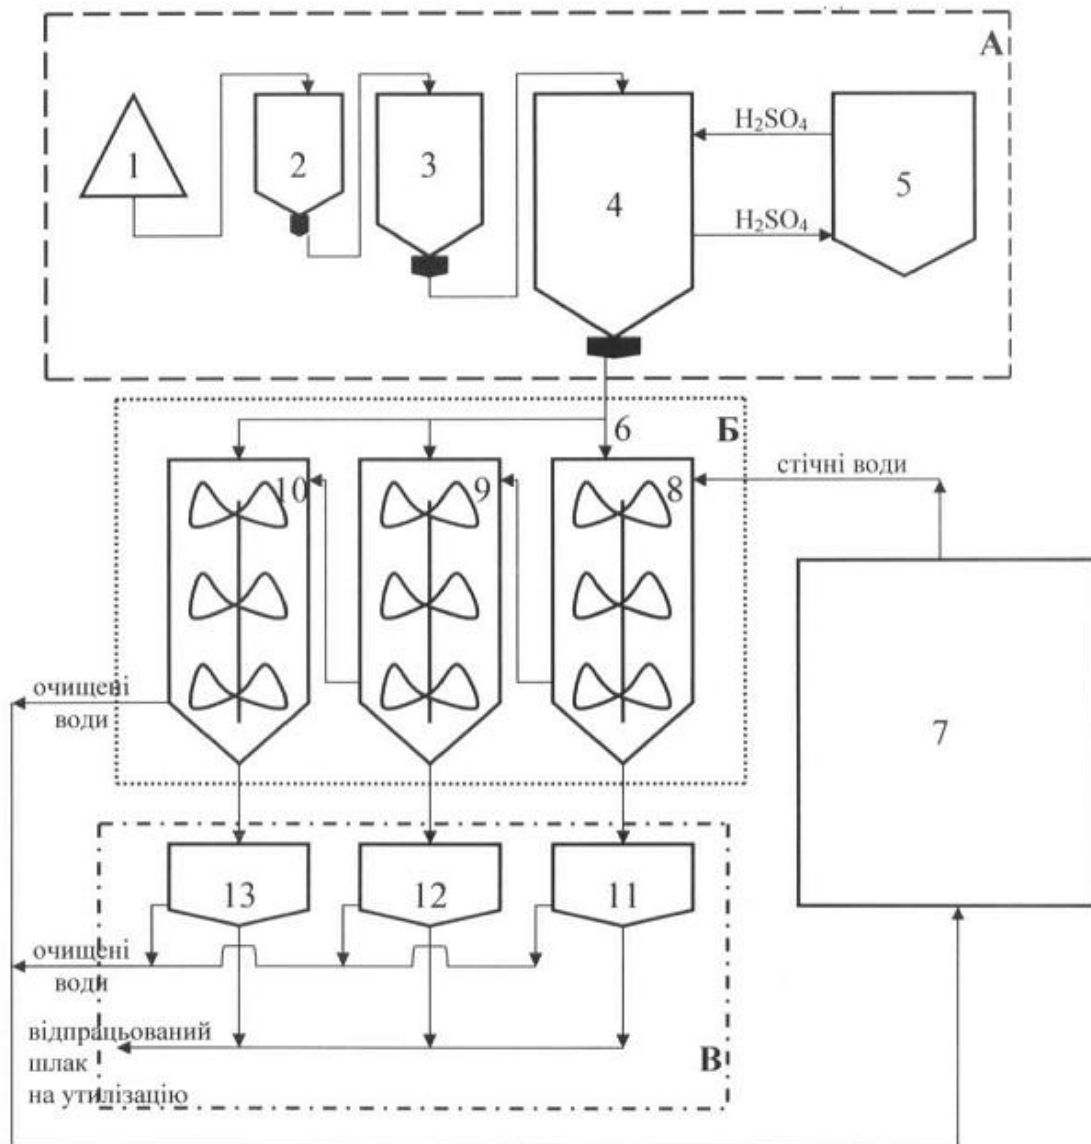 А
1
2
3
4
5
H₂SO₄
H₂SO₄
6
Б
10
9
8
стічні води
7
очищені
води
13
12
11
очищені
води
відпрацьований
шлак
на утилізацію
В